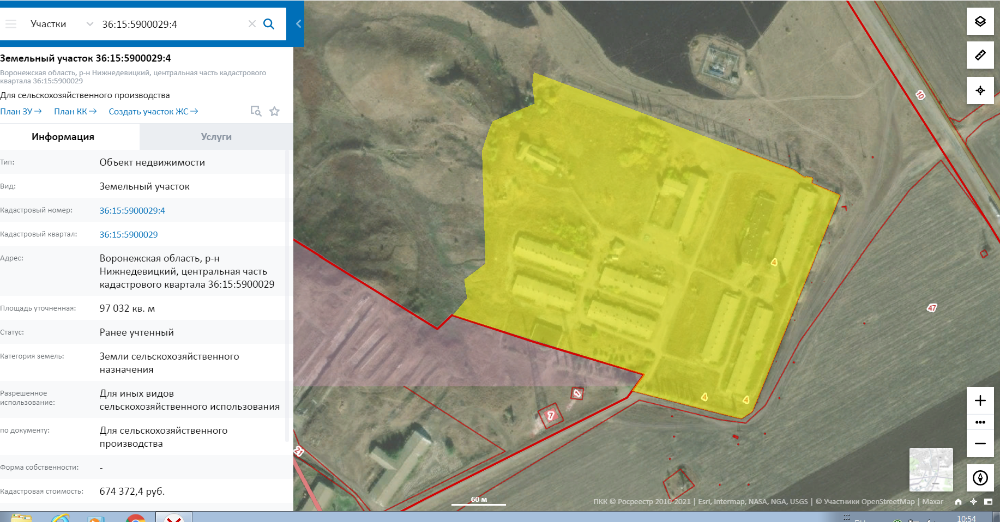 Участки
36:15:5900029:4
Земельный участок 36:15:5900029:4
Воронежская область, р-н Нижнедевицкий, центральная часть кадастрового
квартала 36:15:5900029
Для сельскохозяйственного производства
План ЗУ → План КК → Создать участок ЖС →
Информация Услуги
Тип: Объект недвижимости
Вид: Земельный участок
Кадастровый номер: 36:15:5900029:4
Кадастровый квартал: 36:15:5900029
Адрес: Воронежская область, р-н
Нижнедевицкий, центральная часть
кадастрового квартала 36:15:5900029
Площадь уточненная: 97 032 кв. м
Статус: Ранее учтенный
Категория земель: Земли сельскохозяйственного
назначения
Разрешенное
использование:
Для иных видов
сельскохозяйственного использования
по документу: Для сельскохозяйственного
производства
Форма собственности: -
Кадастровая стоимость: 674 372,4 руб.
10
4
47
4
4
1
7
21
60 м
ПКК © Росреестр 2010-2021 | Esri, Intermap, NASA, NGA, USGS | © Участники OpenStreetMap | Maxar
10:54